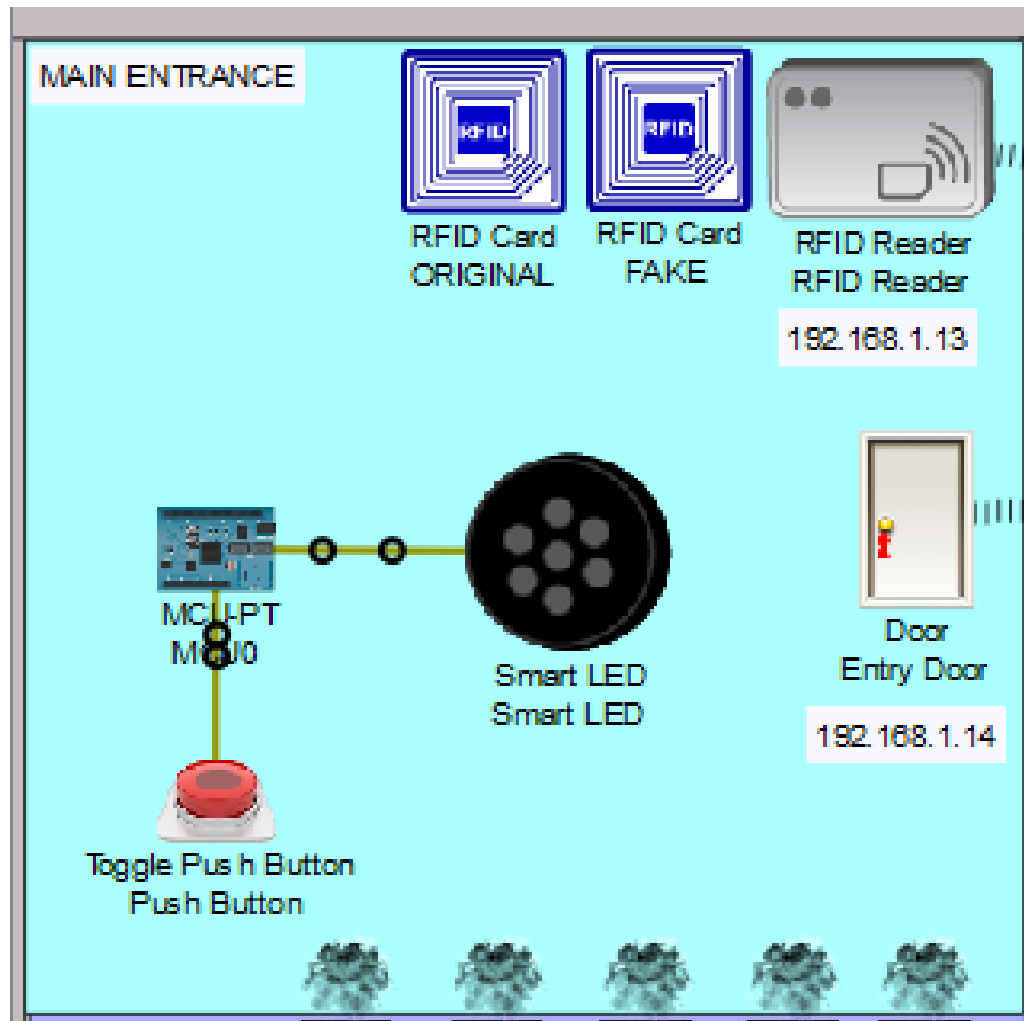 MAIN ENTRANCE
RFID
RFID
RFID Card
ORIGINAL
RFID Card
FAKE
RFID Reader
RFID Reader
192.168.1.13
MCU-PT
MCU0
Smart LED
Smart LED
Door
Entry Door
192.168.1.14
Toggle Push Button
Push Button